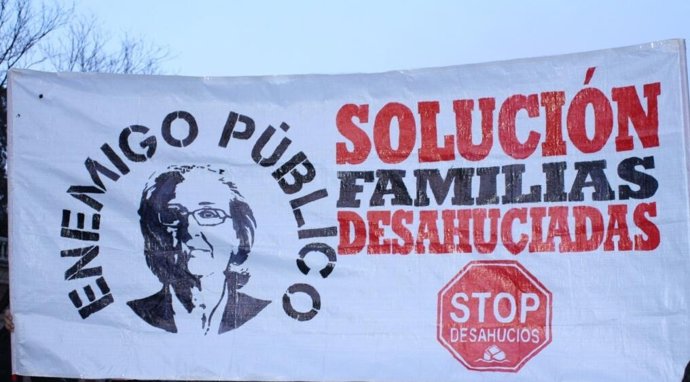 ENEMIGO PÚBLICO
SOLUCIÓN
FAMILIAS
DESAHUCIADAS
STOP
DESAHUCIOS